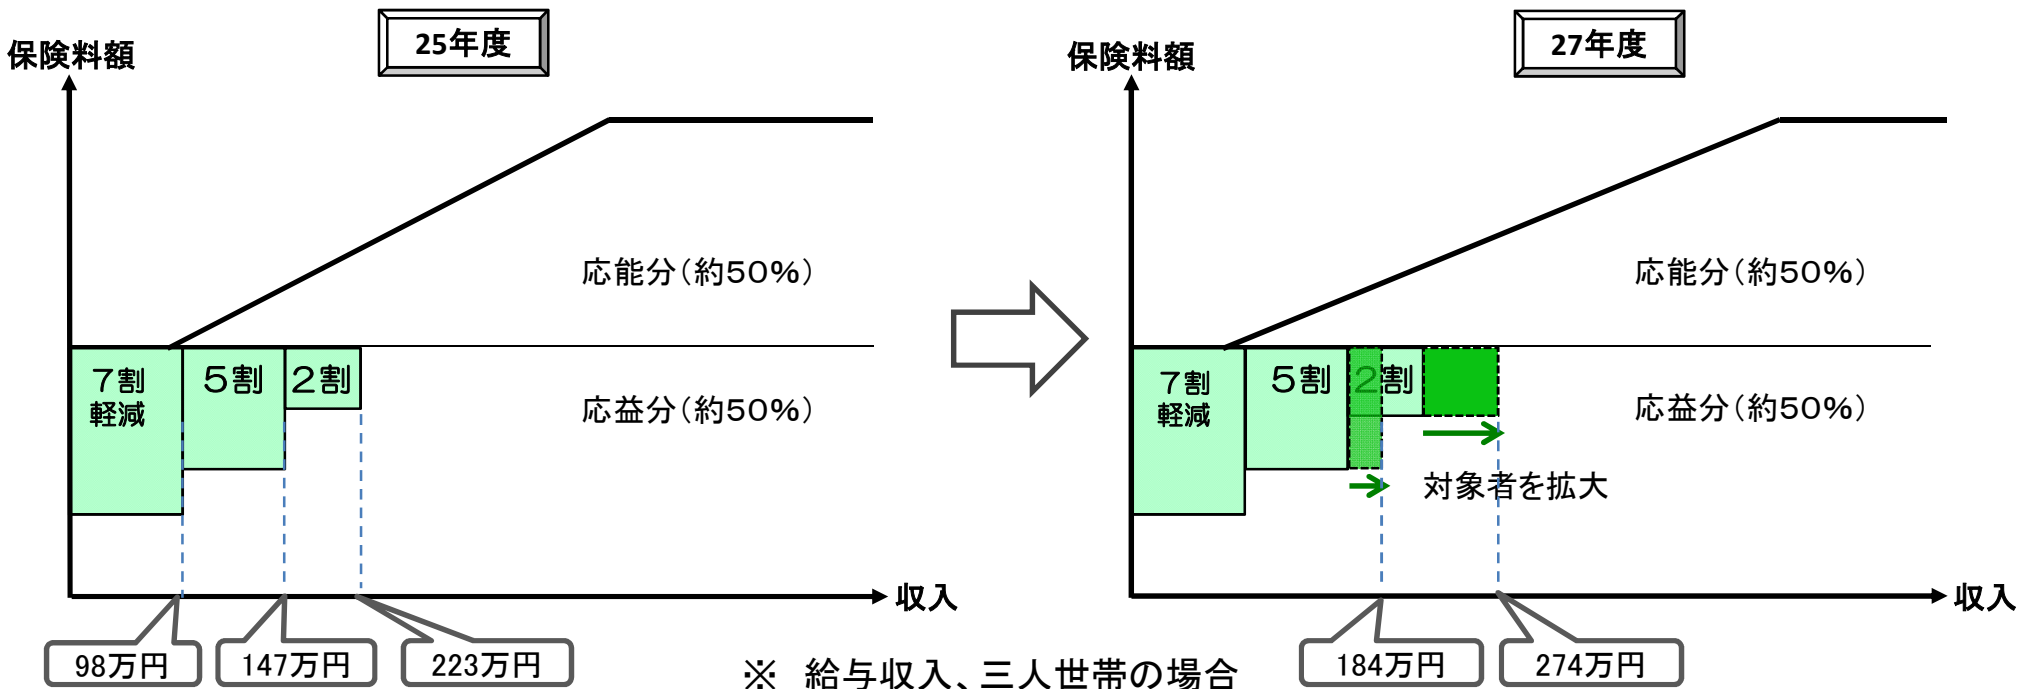 25年度
保険料額
応能分(約50%)
7割
軽減
5割
2割
応益分(約50%)
収入
98万円
147万円
223万円
27年度
保険料額
応能分(約50%)
7割
軽減
5割
2割
応益分(約50%)
対象者を拡大
収入
184万円
274万円
※ 給与収入、三人世帯の場合